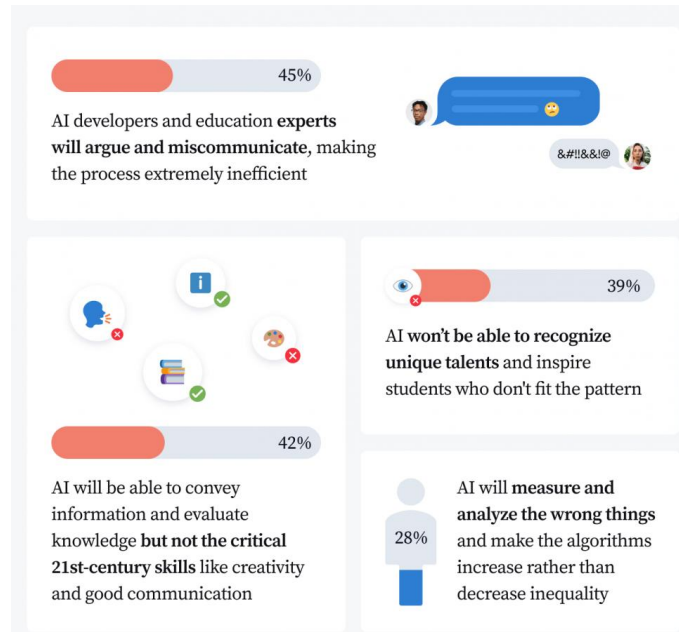 45%
AI developers and education experts
will argue and miscommunicate, making
the process extremely inefficient
&#!!&&!@
42%
AI will be able to convey
information and evaluate
knowledge but not the critical
21st-century skills like creativity
and good communication
39%
AI won't be able to recognize
unique talents and inspire
students who don't fit the pattern
28%
AI will measure and
analyze the wrong things
and make the algorithms
increase rather than
decrease inequality